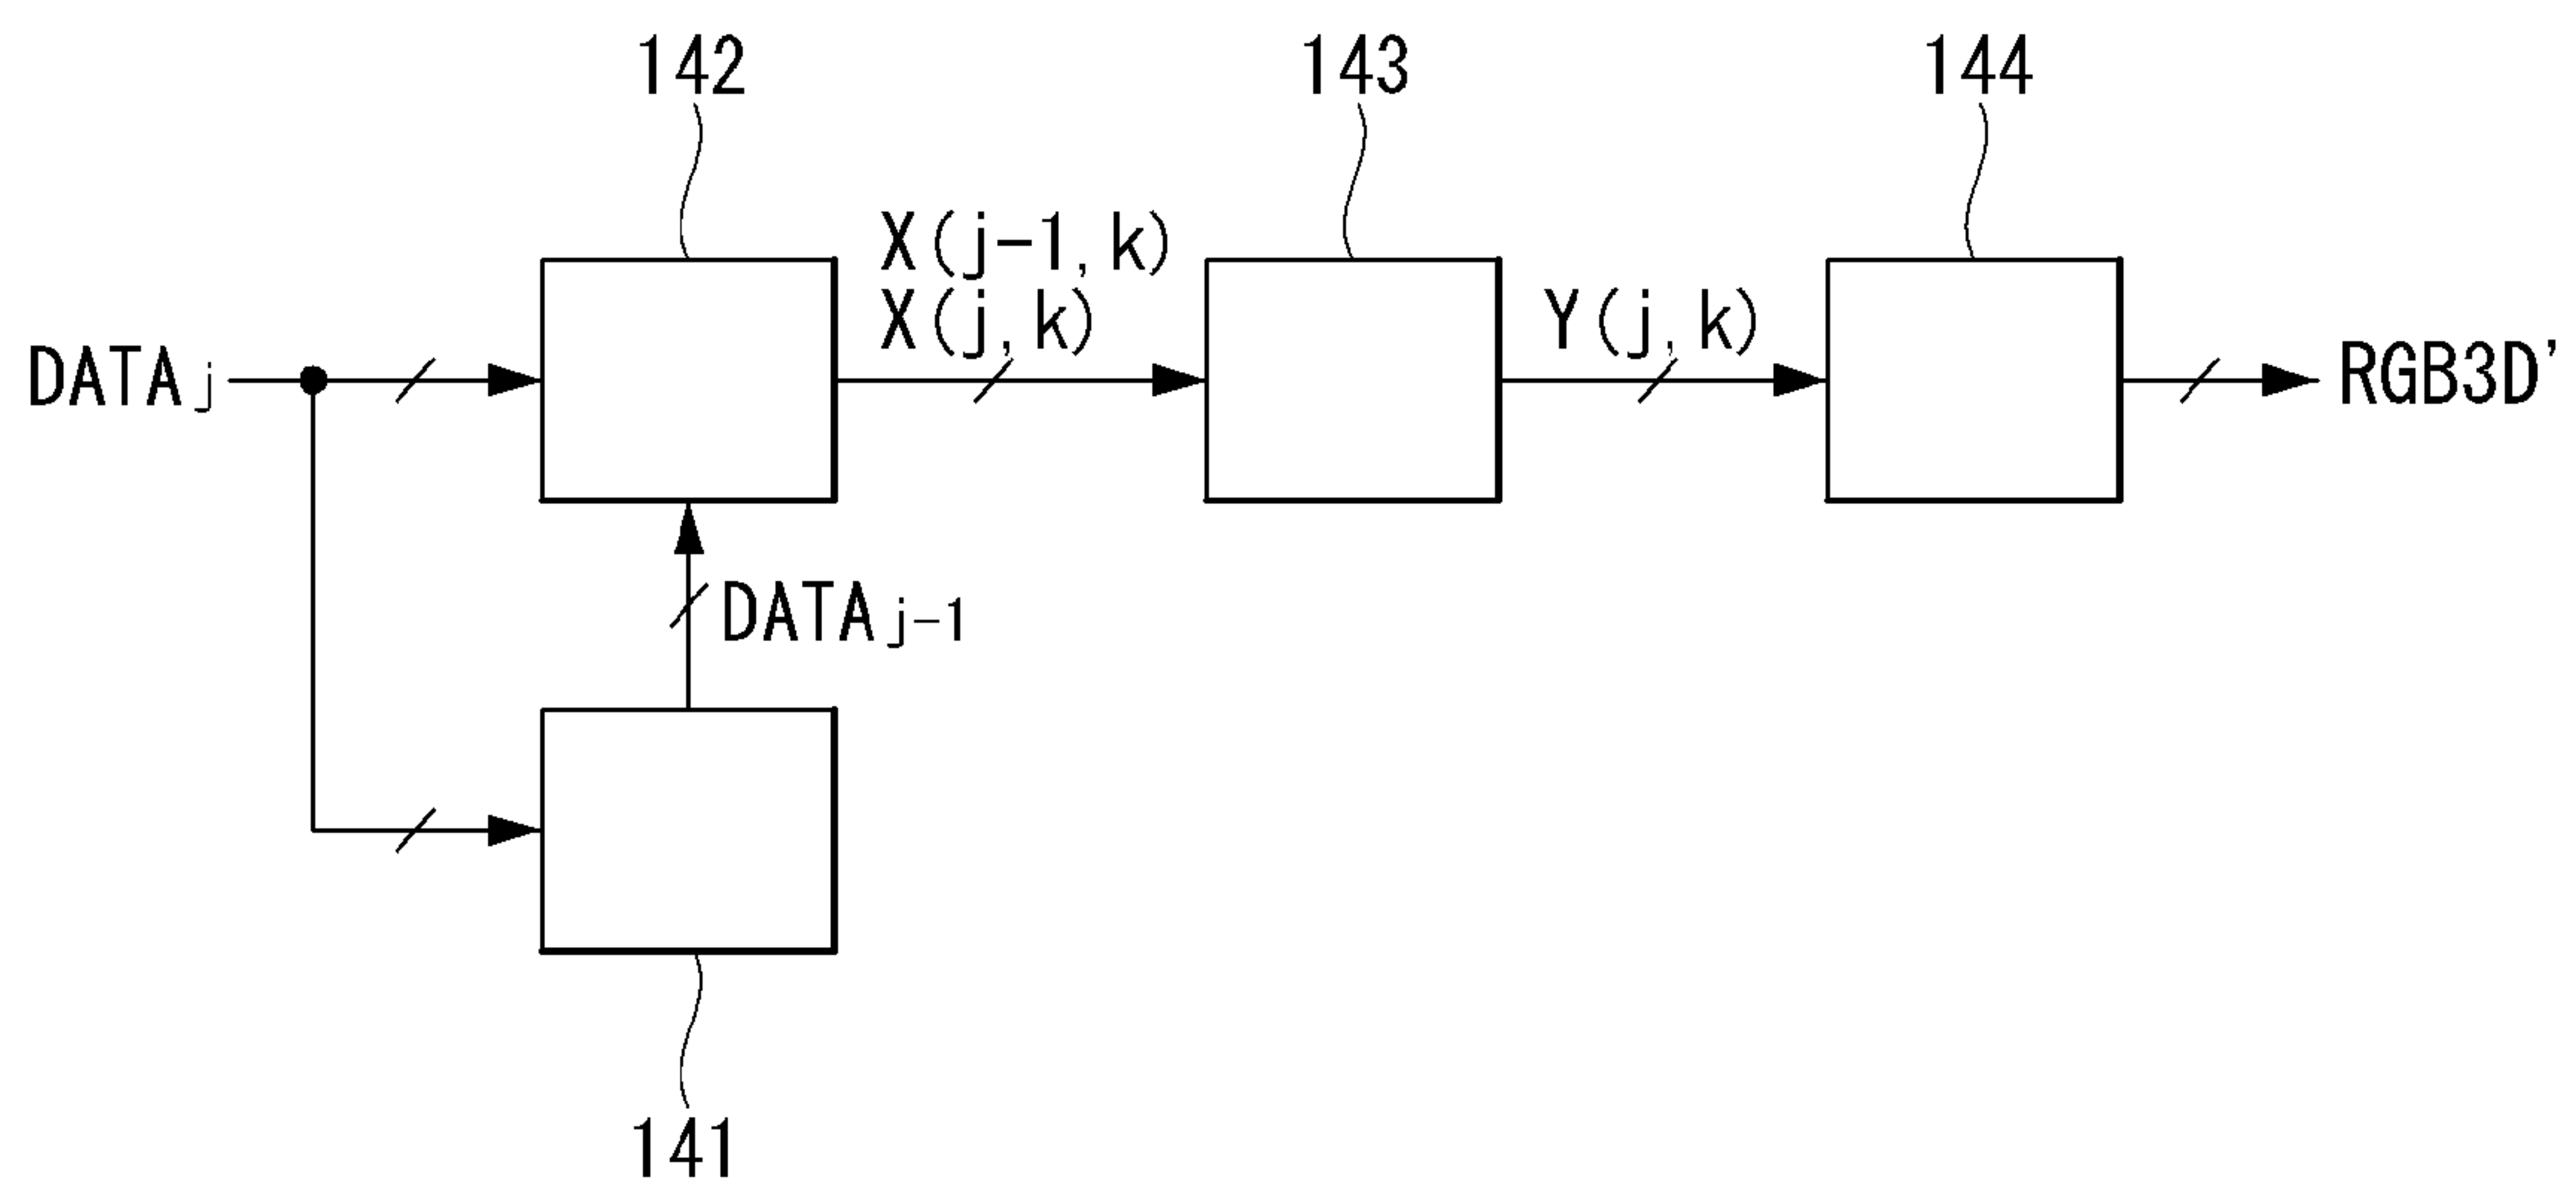 142
143
144
X(j-1, k)
X(j, k)
Y(j, k)
DATAj
RGB3D'
DATAj-1
141